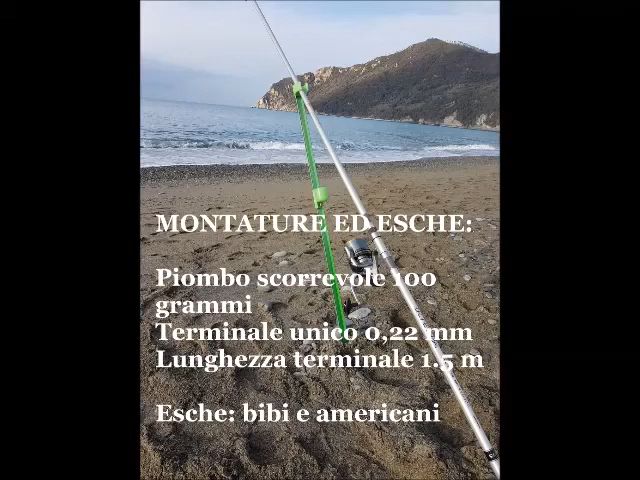 MONTATURE ED ESCHE:
Piombo scorrevole 100
grammi
Terminale unico 0,22 mm
Lunghezza terminale 1.5 m
Esche: bibi e americani